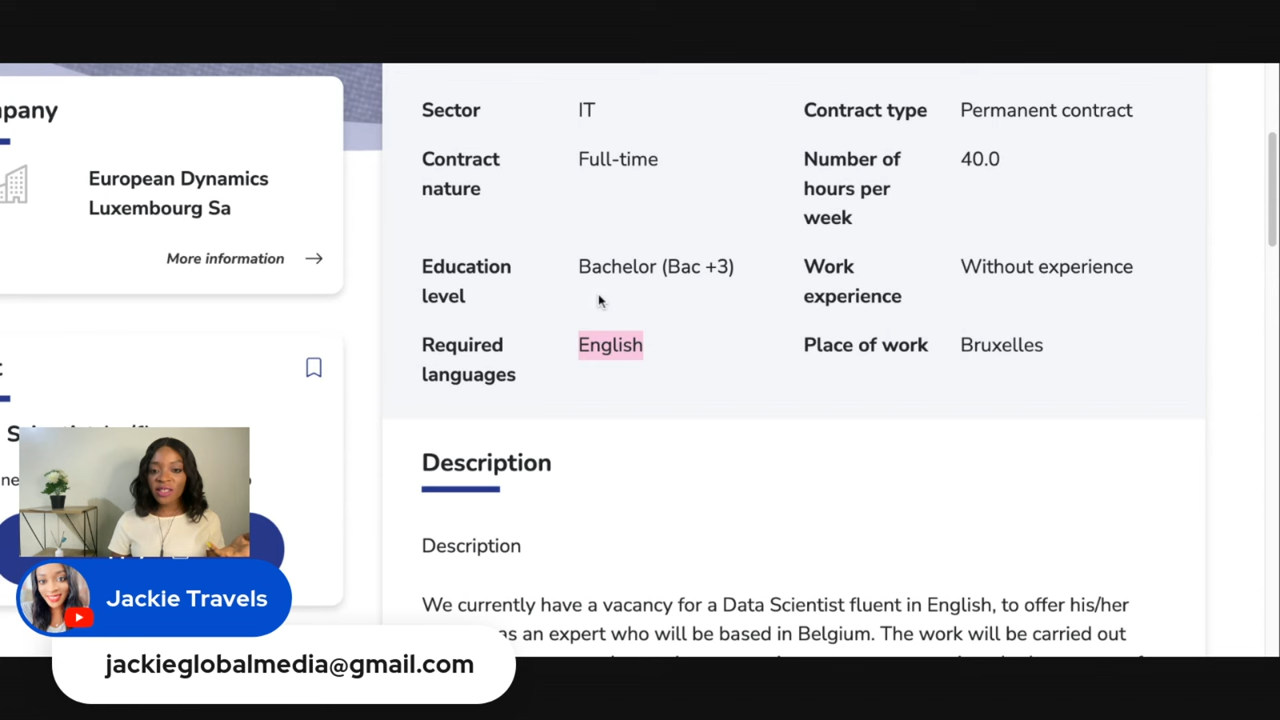 mpany
European Dynamics
Luxembourg Sa
More information
Sector IT Contract type Permanent contract
Contract nature Full-time Number of hours per week 40.0
Education level Bachelor (Bac +3) Work experience Without experience
Required languages English Place of work Bruxelles
Description
Description
We currently have a vacancy for a Data Scientist fluent in English, to offer his/her
as an expert who will be based in Belgium. The work will be carried out
Jackie Travels
jackieglobalmedia@gmail.com